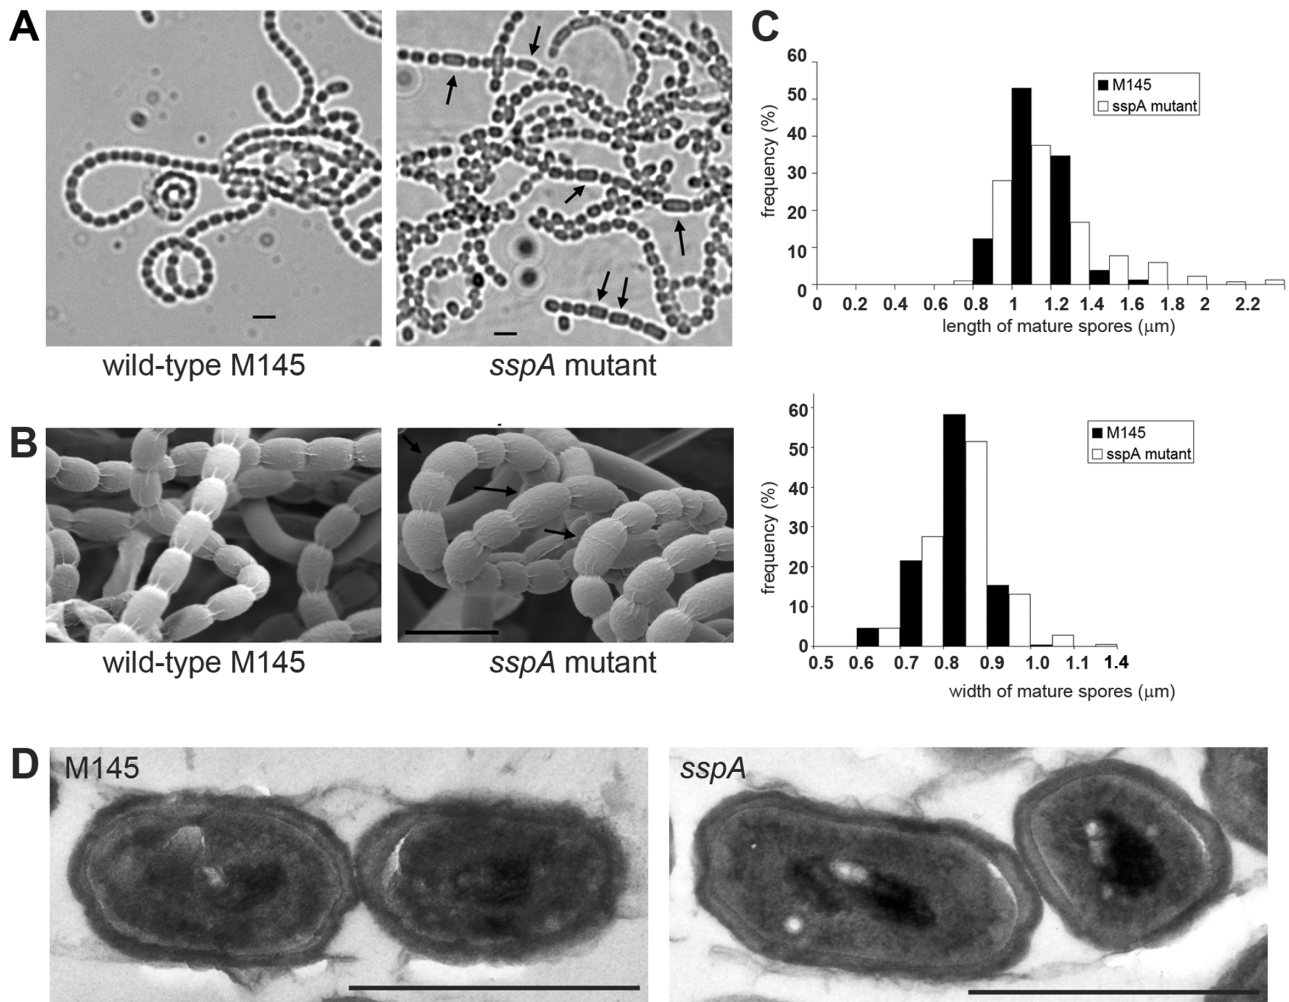 A
wild-type M145
sspA mutant
B
wild-type M145
sspA mutant
C
60
50
40
30
20
10
0
frequency (%)
M145
sspA mutant
0 0.2 0.4 0.6 0.8 1 1.2 1.4 1.6 1.8 2 2.2
length of mature spores (µm)
60
50
40
30
20
10
0
frequency (%)
M145
sspA mutant
0.5 0.6 0.7 0.8 0.9 1.0 1.1 1.4
width of mature spores (µm)
D
M145
sspA